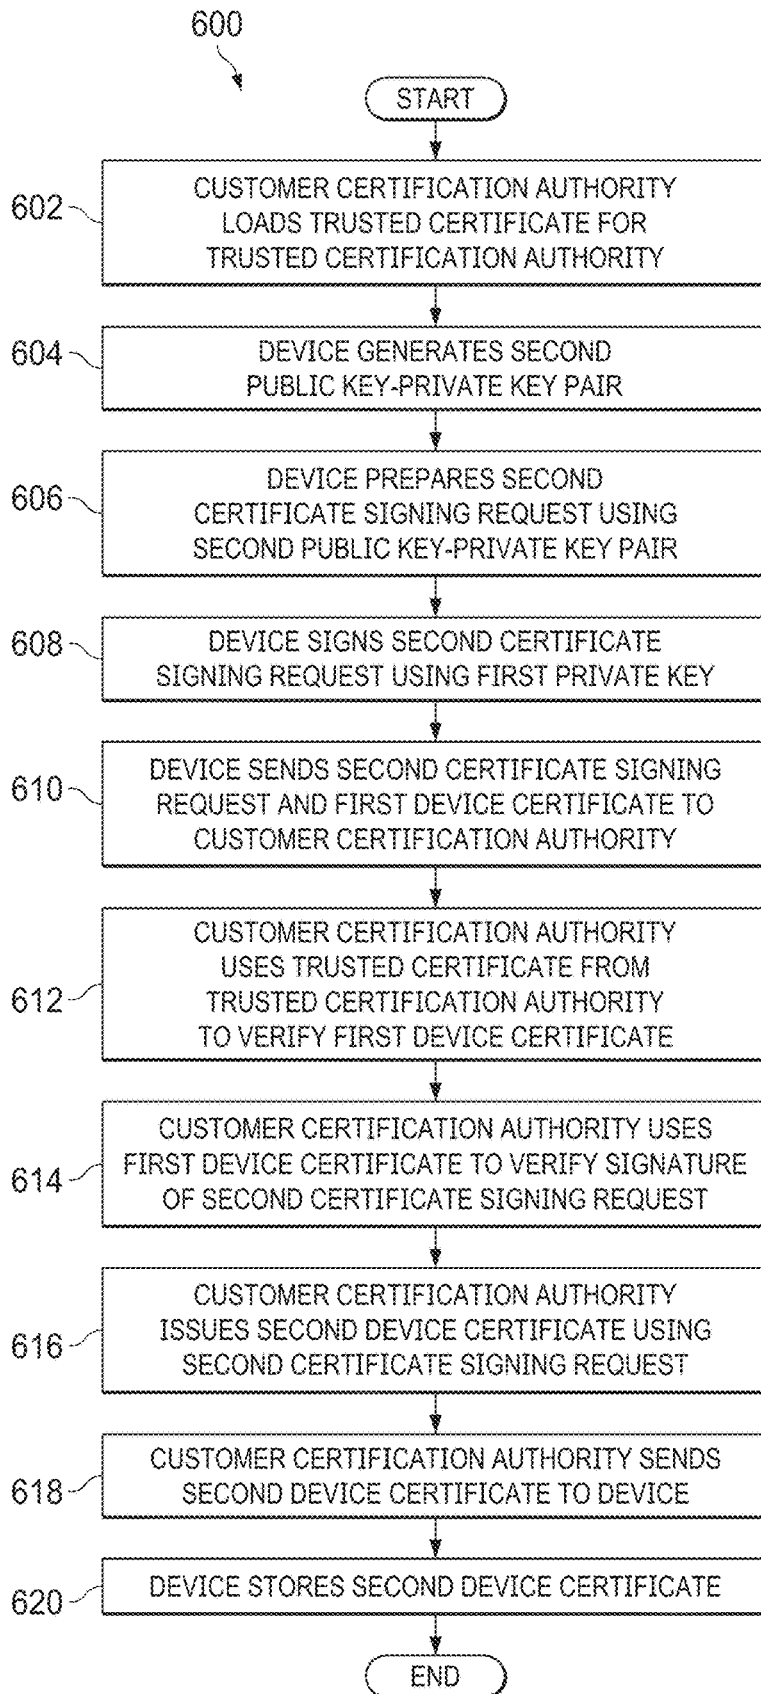 600
START
602
CUSTOMER CERTIFICATION AUTHORITY
LOADS TRUSTED CERTIFICATE FOR
TRUSTED CERTIFICATION AUTHORITY
604
DEVICE GENERATES SECOND
PUBLIC KEY-PRIVATE KEY PAIR
606
DEVICE PREPARES SECOND
CERTIFICATE SIGNING REQUEST USING
SECOND PUBLIC KEY-PRIVATE KEY PAIR
608
DEVICE SIGNS SECOND CERTIFICATE
SIGNING REQUEST USING FIRST PRIVATE KEY
610
DEVICE SENDS SECOND CERTIFICATE SIGNING
REQUEST AND FIRST DEVICE CERTIFICATE TO
CUSTOMER CERTIFICATION AUTHORITY
612
CUSTOMER CERTIFICATION AUTHORITY
USES TRUSTED CERTIFICATE FROM
TRUSTED CERTIFICATION AUTHORITY
TO VERIFY FIRST DEVICE CERTIFICATE
614
CUSTOMER CERTIFICATION AUTHORITY USES
FIRST DEVICE CERTIFICATE TO VERIFY SIGNATURE
OF SECOND CERTIFICATE SIGNING REQUEST
616
CUSTOMER CERTIFICATION AUTHORITY
ISSUES SECOND DEVICE CERTIFICATE USING
SECOND CERTIFICATE SIGNING REQUEST
618
CUSTOMER CERTIFICATION AUTHORITY SENDS
SECOND DEVICE CERTIFICATE TO DEVICE
620
DEVICE STORES SECOND DEVICE CERTIFICATE
END